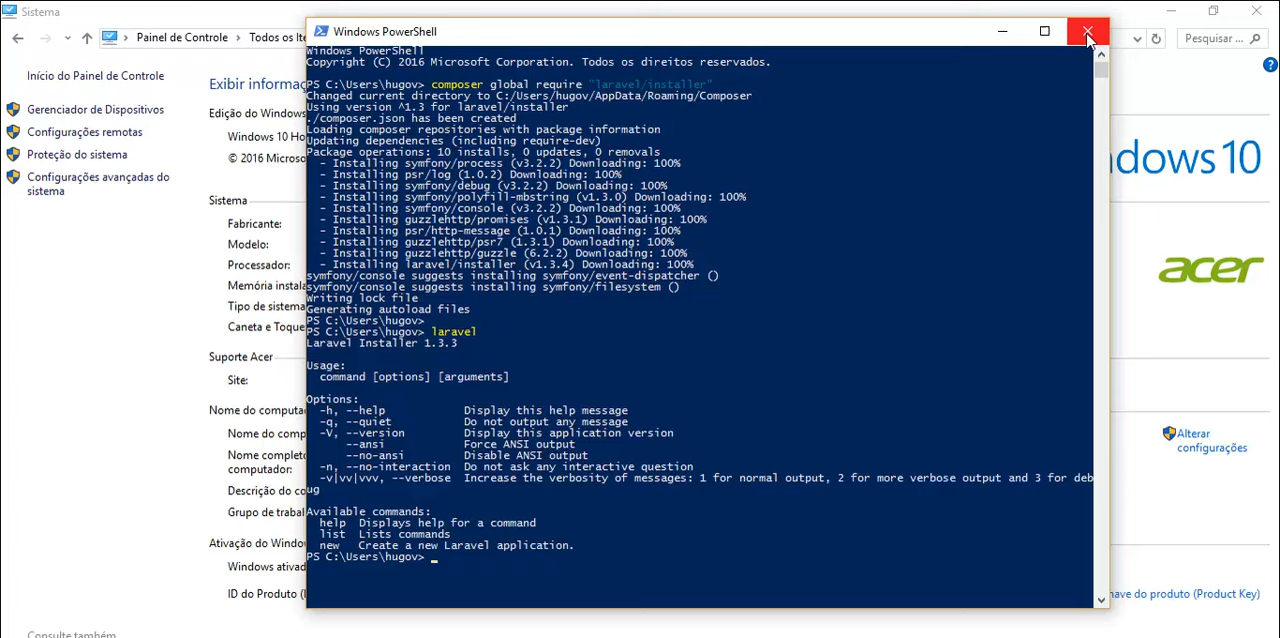 Sistema
Painel de Controle > Todos os Ite
Pesquisar ...
Início do Painel de Controle
Gerenciador de Dispositivos
Configurações remotas
Proteção do sistema
Configurações avançadas do
sistema
Exibir informaç
Edição do Windows
Windows 10 Ho
© 2016 Microso
Sistema
Fabricante:
Modelo:
Processador:
Memória instala
Tipo de sistema
Caneta e Toque
Suporte Acer
Site:
Nome do computa
Nome do comp
Nome completo
computador:
Descrição do co
Grupo de trabal
Ativação do Window
Windows ativad
ID do Produto (I
Consulte também
Windows PowerShell
Windows PowerShell
Copyright (C) 2016 Microsoft Corporation. Todos os direitos reservados.
PS C:\Users\hugov> composer global require "laravel/installer"
Changed current directory to C:/Users/hugov/AppData/Roaming/Composer
Using version ^1.3 for laravel/installer
./composer.json has been created
Loading composer repositories with package information
Updating dependencies (including require-dev)
Package operations: 10 installs, 0 updates, 0 removals
- Installing symfony/process (v3.2.2) Downloading: 100%
- Installing psr/log (1.0.2) Downloading: 100%
- Installing symfony/debug (v3.2.2) Downloading: 100%
- Installing symfony/polyfill-mbstring (v1.3.0) Downloading: 100%
- Installing symfony/console (v3.2.2) Downloading: 100%
- Installing guzzlehttp/promises (v1.3.1) Downloading: 100%
- Installing psr/http-message (1.0.1) Downloading: 100%
- Installing guzzlehttp/psr7 (1.3.1) Downloading: 100%
- Installing guzzlehttp/guzzle (6.2.2) Downloading: 100%
- Installing laravel/installer (v1.3.4) Downloading: 100%
symfony/console suggests installing symfony/event-dispatcher ()
symfony/console suggests installing symfony/filesystem ()
Writing lock file
Generating autoload files
PS C:\Users\hugov>
PS C:\Users\hugov> laravel
Laravel Installer 1.3.3
Usage:
command [options] [arguments]
Options:
-h, --help Display this help message
-q, --quiet Do not output any message
-V, --version Display this application version
--ansi Force ANSI output
--no-ansi Disable ANSI output
-n, --no-interaction Do not ask any interactive question
-v|vv|vvv, --verbose Increase the verbosity of messages: 1 for normal output, 2 for more verbose output and 3 for deb
ug
Available commands:
help Displays help for a command
list Lists commands
new Create a new Laravel application.
PS C:\Users\hugov> _
ndows 10
acer
Alterar
configurações
have do produto (Product Key)